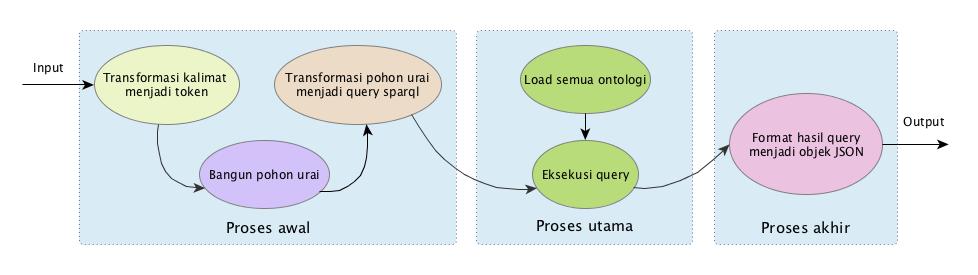 Input
Transformasi kalimat
menjadi token
Bangun pohon urai
Transformasi pohon urai
menjadi query sparql
Proses awal
Load semua ontologi
Eksekusi query
Proses utama
Format hasil query
menjadi objek JSON
Proses akhir
Output